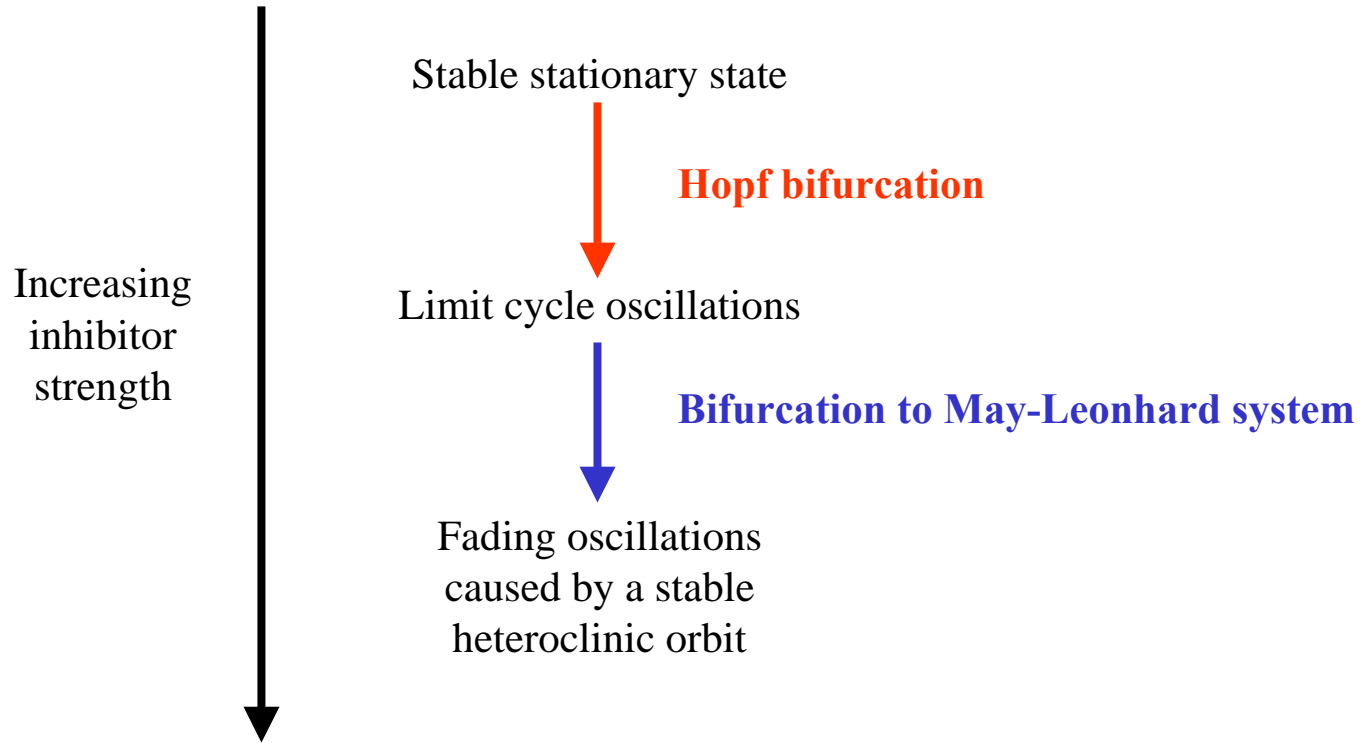 Stable stationary state
Hopf bifurcation
Increasing
inhibitor
strength
Limit cycle oscillations
Bifurcation to May-Leonhard system
Fading oscillations
caused by a stable
heteroclinic orbit